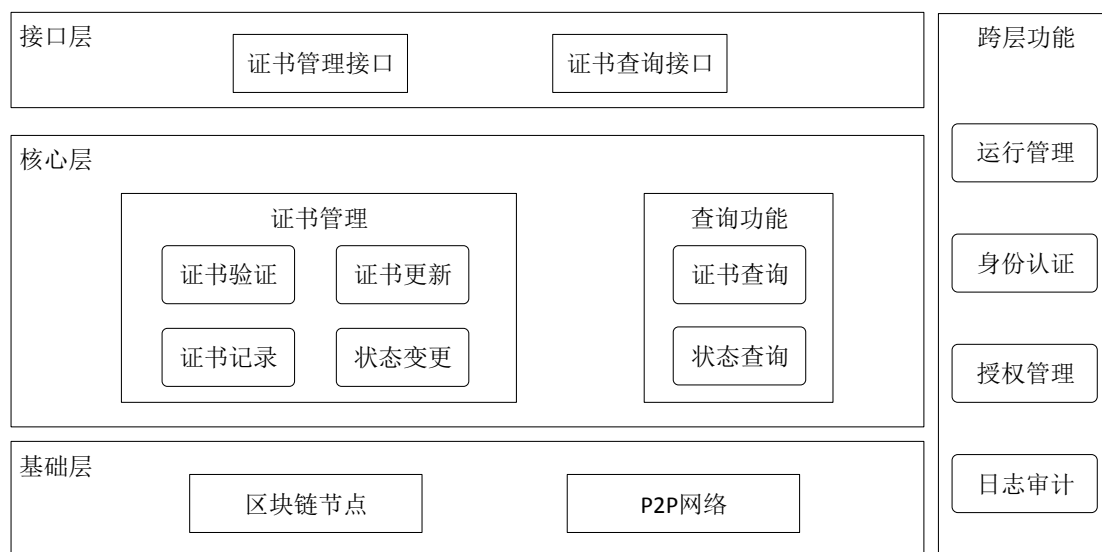 接口层
证书管理接口
证书查询接口
核心层
证书管理
证书验证
证书更新
证书记录
状态变更
查询功能
证书查询
状态查询
基础层
区块链节点
P2P网络
跨层功能
运行管理
身份认证
授权管理
日志审计